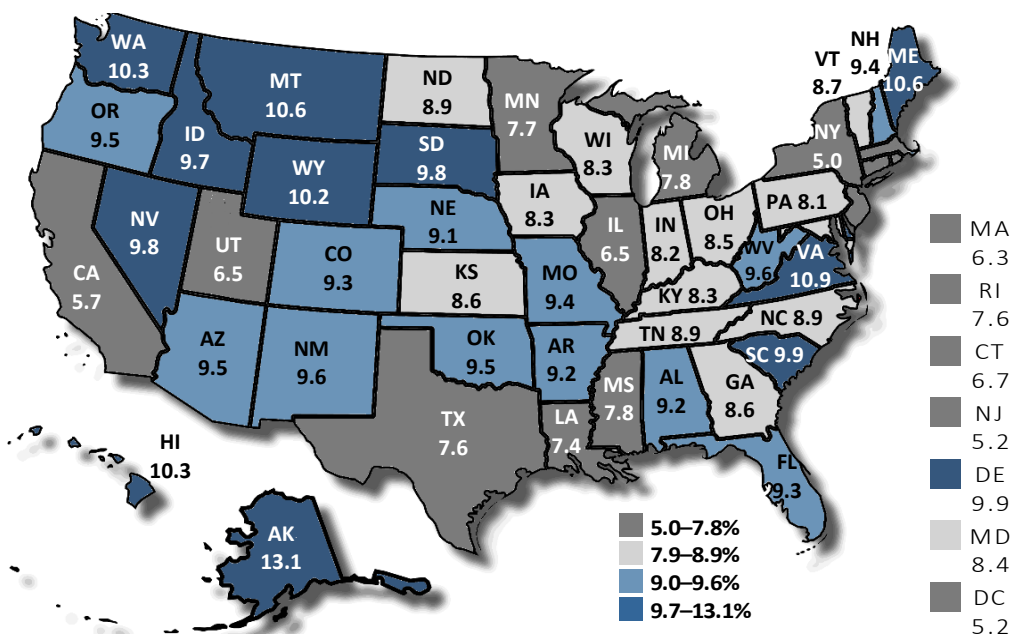 WA
10.3
OR
9.5
ID
9.7
MT
10.6
WY
10.2
NV
9.8
CA
5.7
UT
6.5
CO
9.3
AZ
9.5
NM
9.6
ND
8.9
SD
9.8
NE
9.1
KS
8.6
OK
9.5
TX
7.6
MN
7.7
IA
8.3
MO
9.4
AR
9.2
LA
7.4
WI
8.3
IL
6.5
MI
7.8
IN
8.2
OH
8.5
KY 8.3
TN 8.9
MS
7.8
AL
9.2
GA
8.6
FL
9.3
SC 9.9
NC 8.9
VA
10.9
WV
9.6
PA 8.1
NY
5.0
VT
8.7
NH
9.4
ME
10.6
HI
10.3
AK
13.1
MA
6.3
RI
7.6
CT
6.7
NJ
5.2
DE
9.9
MD
8.4
DC
5.2
5.0–7.8%
7.9–8.9%
9.0–9.6%
9.7–13.1%